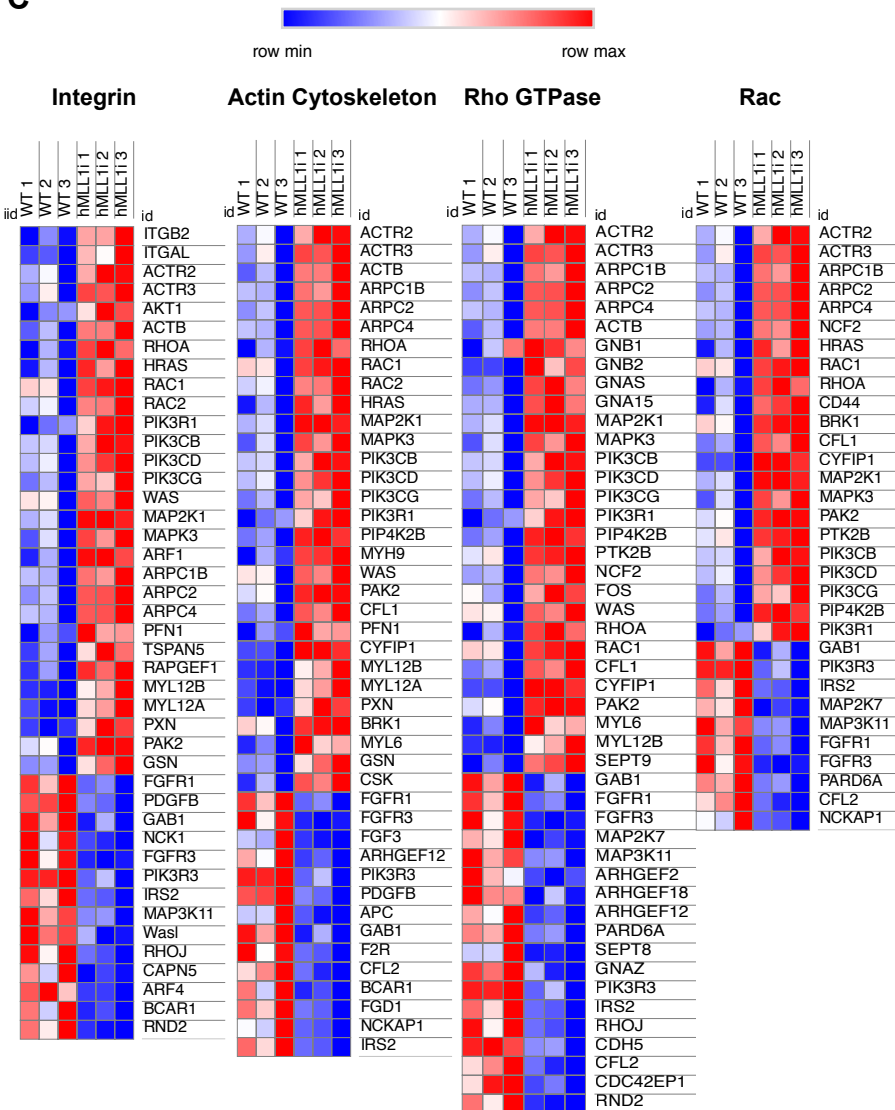 C
row min
row max
Integrin
Actin Cytoskeleton
Rho GTPase
Rac
iid
WT 1
WT 2
WT 3
hMLL1i 1
hMLL1i 2
hMLL1i 3
id
ITGB2
ITGAL
ACTR2
ACTR3
AKT1
ACTB
RHOA
HRAS
RAC1
RAC2
PIK3R1
PIK3CB
PIK3CD
PIK3CG
WAS
MAP2K1
MAPK3
ARF1
ARPC1B
ARPC2
ARPC4
PFN1
TSPAN5
RAPGEF1
MYL12B
MYL12A
PXN
PAK2
GSN
FGFR1
PDGFB
GAB1
NCK1
FGFR3
PIK3R3
IRS2
MAP3K11
Wasl
RHOJ
CAPN5
ARF4
BCAR1
RND2
id
WT 1
WT 2
WT 3
hMLL1i 1
hMLL1i 2
hMLL1i 3
id
ACTR2
ACTR3
ACTB
ARPC1B
ARPC2
ARPC4
RHOA
RAC1
RAC2
HRAS
MAP2K1
MAPK3
PIK3CB
PIK3CD
PIK3CG
PIK3R1
PIP4K2B
MYH9
WAS
PAK2
CFL1
PFN1
CYFIP1
MYL12B
MYL12A
PXN
BRK1
MYL6
GSN
CSK
FGFR1
FGFR3
FGF3
ARHGEF12
PIK3R3
PDGFB
APC
GAB1
F2R
CFL2
BCAR1
FGD1
NCKAP1
IRS2
id
WT 1
WT 2
WT 3
hMLL1i 1
hMLL1i 2
hMLL1i 3
id
ACTR2
ACTR3
ARPC1B
ARPC2
ARPC4
ACTB
GNB1
GNB2
GNAS
GNA15
MAP2K1
MAPK3
PIK3CB
PIK3CD
PIK3CG
PIK3R1
PIP4K2B
PTK2B
NCF2
FOS
WAS
RHOA
RAC1
CFL1
CYFIP1
PAK2
MYL6
MYL12B
SEPT9
GAB1
FGFR1
FGFR3
MAP2K7
MAP3K11
ARHGEF2
ARHGEF18
ARHGEF12
PARD6A
SEPT8
GNAZ
PIK3R3
IRS2
RHOJ
CDH5
CFL2
CDC42EP1
RND2
id
WT 1
WT 2
WT 3
hMLL1i 1
hMLL1i 2
hMLL1i 3
id
ACTR2
ACTR3
ARPC1B
ARPC2
ARPC4
NCF2
HRAS
RAC1
RHOA
CD44
BRK1
CFL1
CYFIP1
MAP2K1
MAPK3
PAK2
PTK2B
PIK3CB
PIK3CD
PIK3CG
PIP4K2B
PIK3R1
GAB1
PIK3R3
IRS2
MAP2K7
MAP3K11
FGFR1
FGFR3
PARD6A
CFL2
NCKAP1